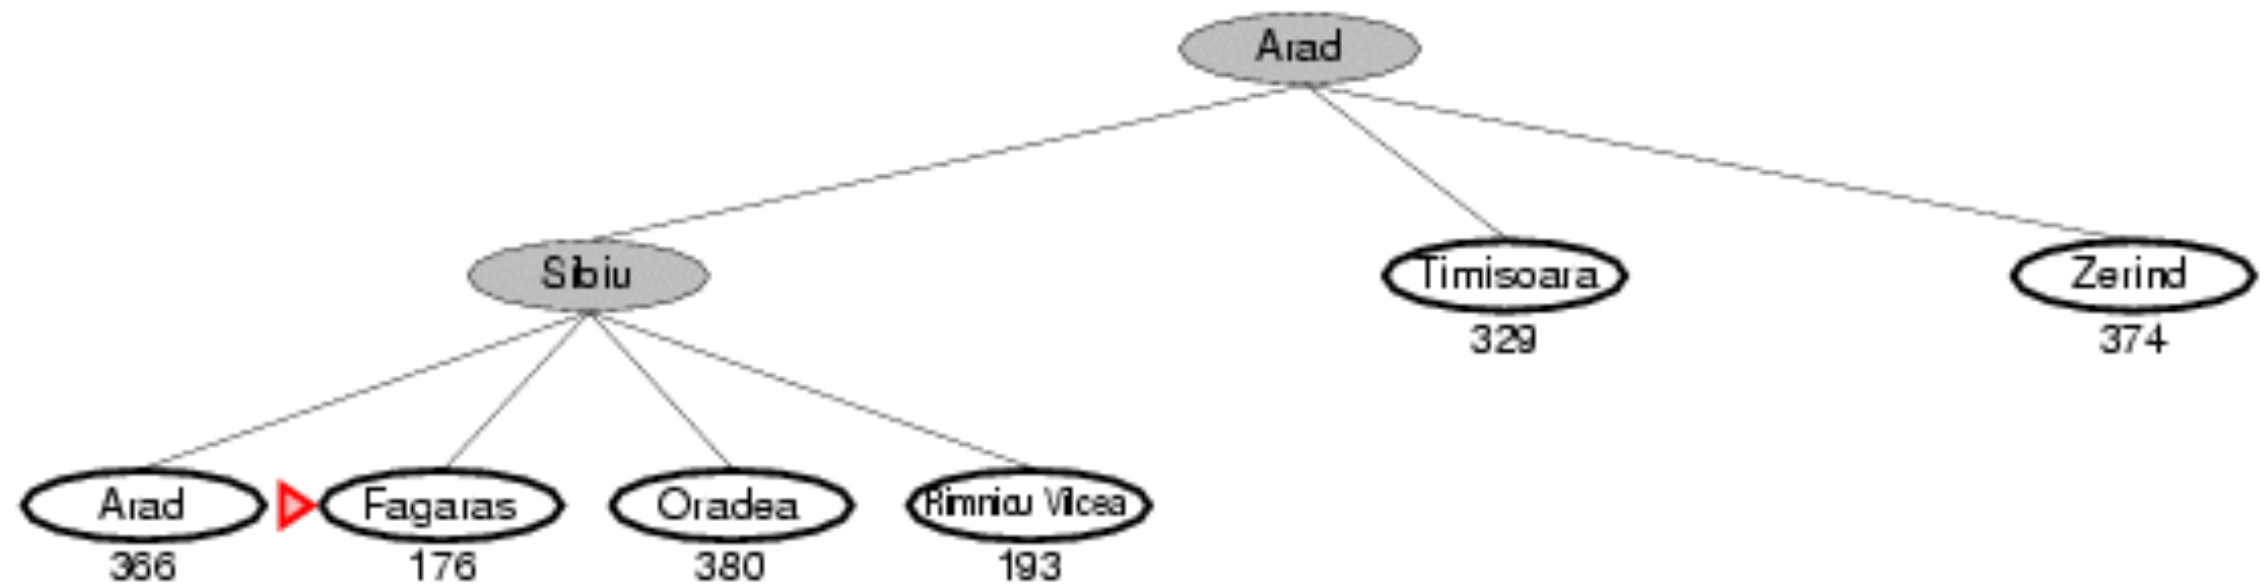 Arad
Sibiu
Timisoara
Zerind
329
374
Arad
Fagaras
Oradea
Rimnicu Vilcea
366
176
380
193